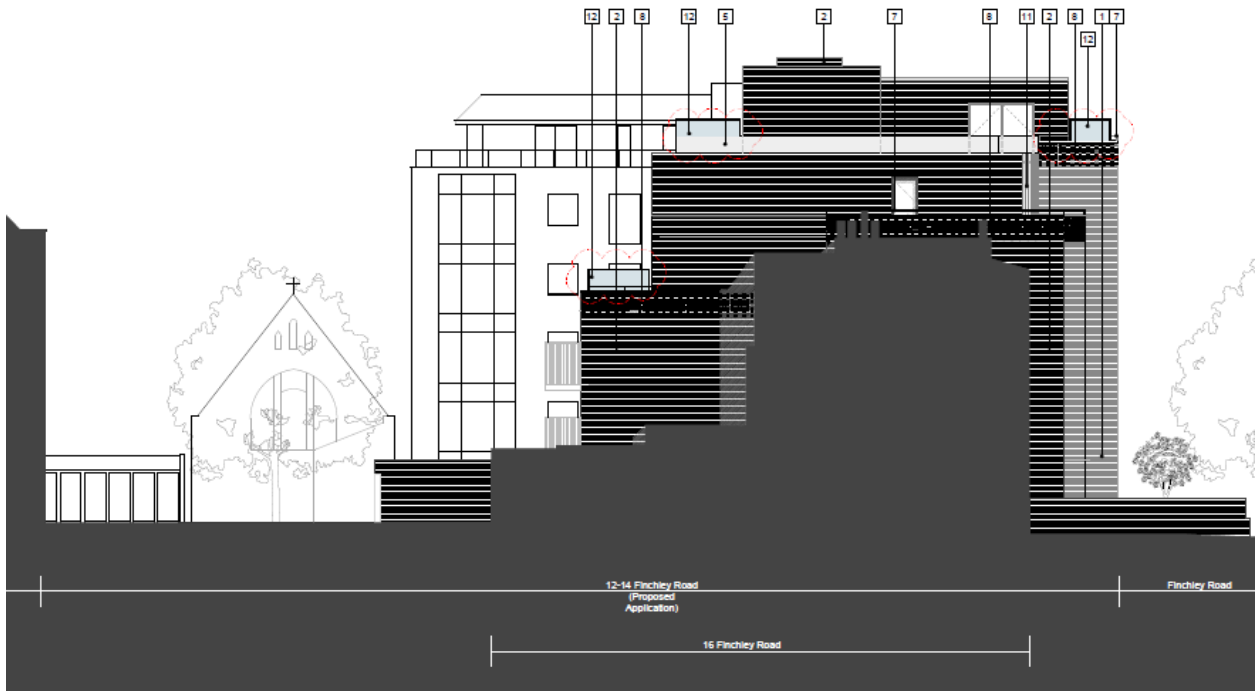 12 2 8 12 5 2 7 8 11 2 8 1 7
12
12-14 Finchley Road
(Proposed
Application)
Finchley Road
16 Finchley Road